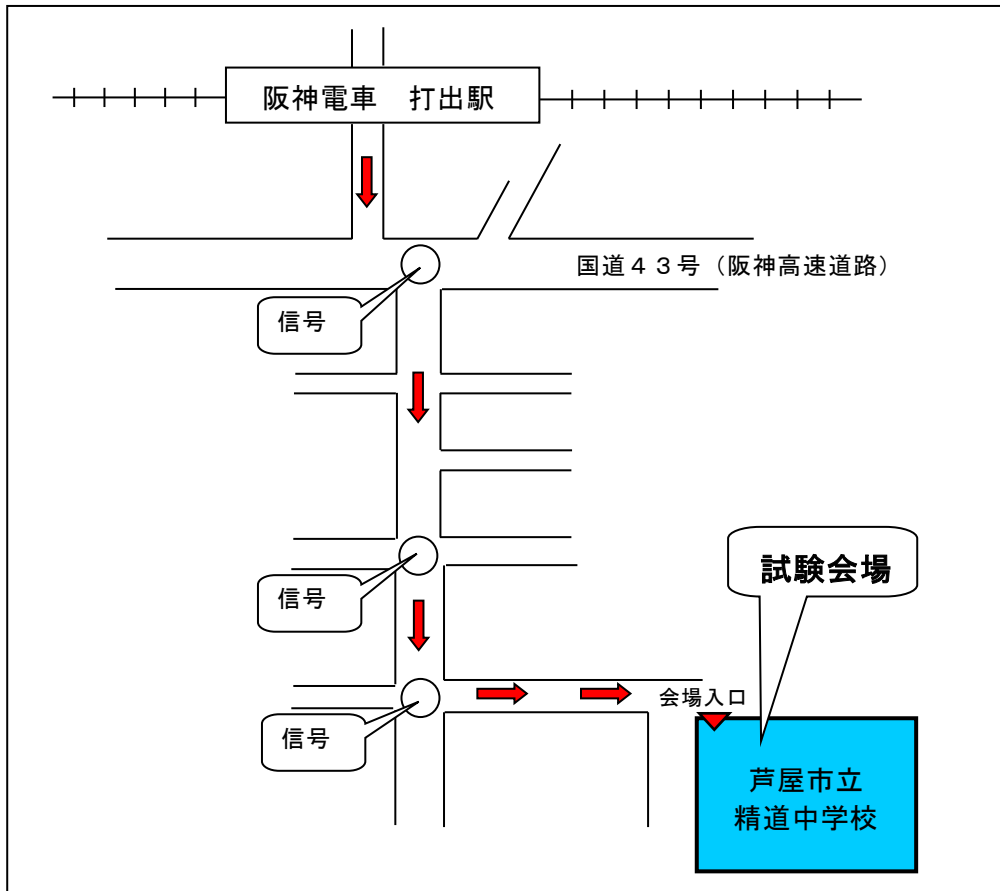 阪神電車　打出駅
国道４３号（阪神高速道路）
信号
信号
試験会場
会場入口
信号
芦屋市立
精道中学校